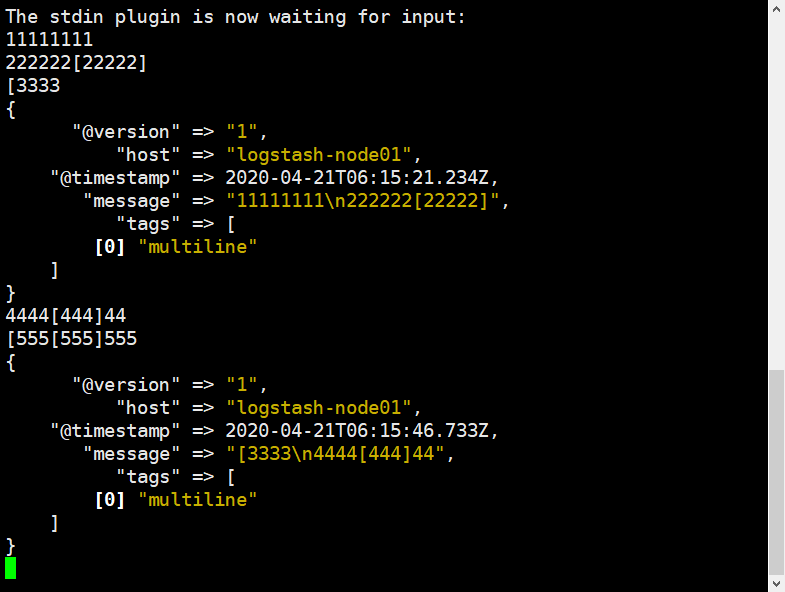 The stdin plugin is now waiting for input:
11111111
222222[22222]
[3333
{
      "@version" => "1",
          "host" => "logstash-node01",
    "@timestamp" => 2020-04-21T06:15:21.234Z,
       "message" => "11111111\n222222[22222]",
          "tags" => [
        [0] "multiline"
    ]
}
4444[444]44
[555[555]555
{
      "@version" => "1",
          "host" => "logstash-node01",
    "@timestamp" => 2020-04-21T06:15:46.733Z,
       "message" => "[3333\n4444[444]44",
          "tags" => [
        [0] "multiline"
    ]
}